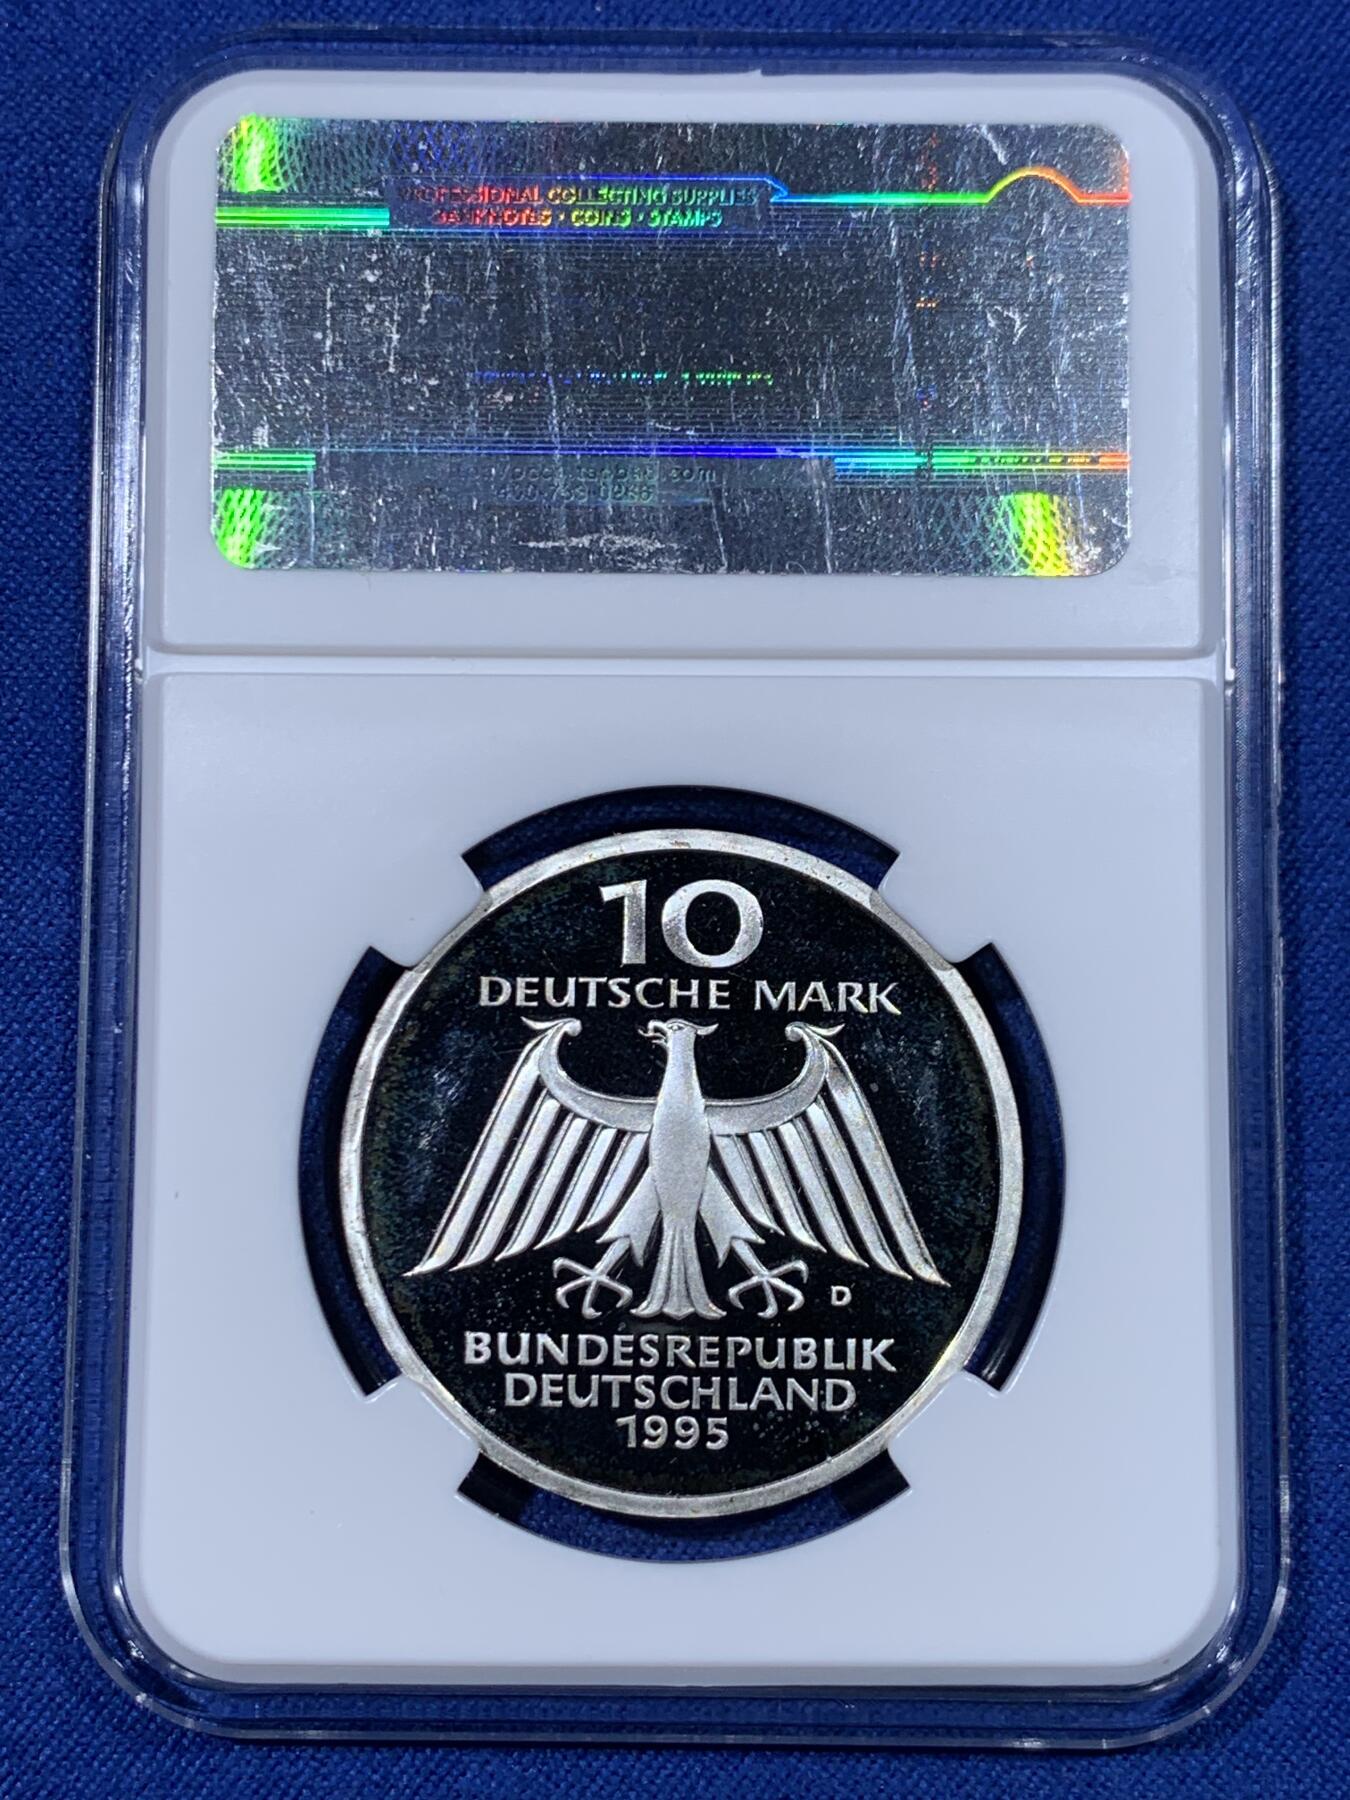 PROFESSIONAL COLLECTING SUPPLIES
BANKNOTES • COINS • STAMPS
10
DEUTSCHE MARK
D
BUNDESREPUBLIK
DEUTSCHLAND
1995